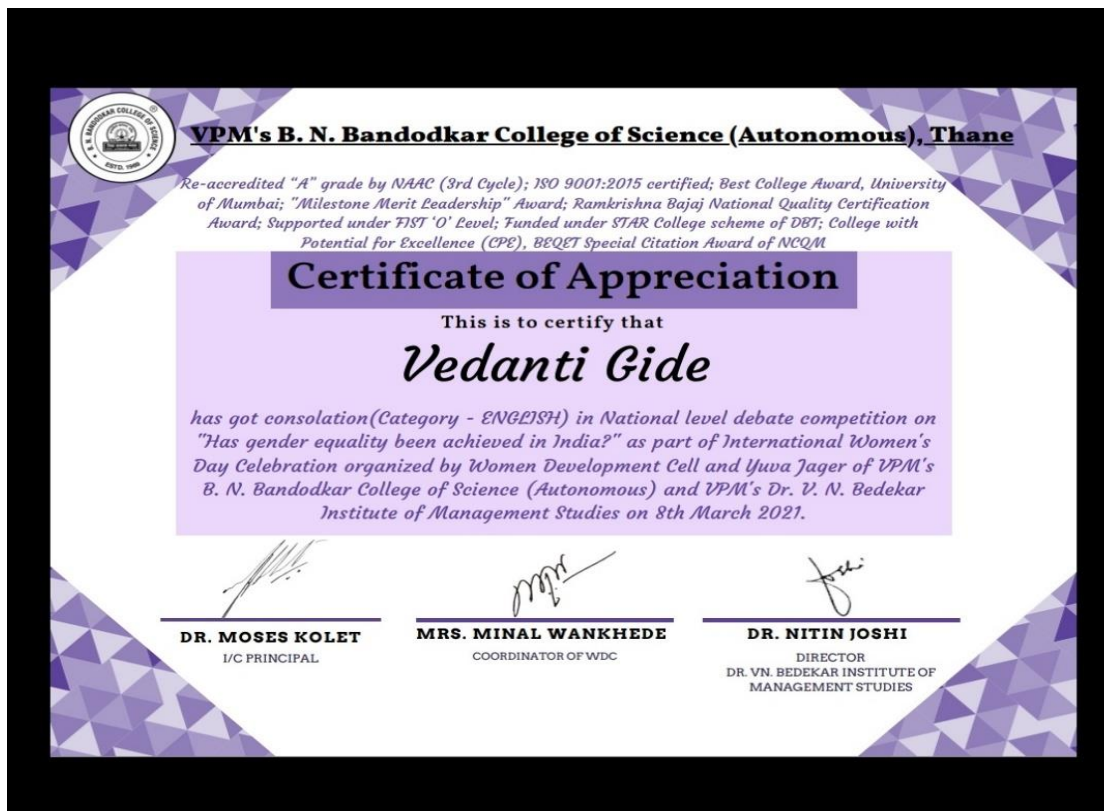 B. N. BANDODKAR COLLEGE OF SCIENCE
ESTD. 1969
VPM's B. N. Bandodkar College of Science (Autonomous), Thane
Re-accredited “A” grade by NAAC (3rd Cycle); ISO 9001:2015 certified; Best College Award, University
of Mumbai; "Milestone Merit Leadership" Award; Ramkrishna Bajaj National Quality Certification
Award; Supported under FIST ‘O’ Level; Funded under STAR College scheme of DBT; College with
Potential for Excellence (CPE), BEQET Special Citation Award of NCQM
Certificate of Appreciation
This is to certify that
Vedanti Gide
has got consolation(Category - ENGLISH) in National level debate competition on
"Has gender equality been achieved in India?" as part of International Women's
Day Celebration organized by Women Development Cell and Yuva Jager of VPM's
B. N. Bandodkar College of Science (Autonomous) and VPM's Dr. V. N. Bedekar
Institute of Management Studies on 8th March 2021.
Joshi
DR. MOSES KOLET
I/C PRINCIPAL
MRS. MINAL WANKHEDE
COORDINATOR OF WDC
DR. NITIN JOSHI
DIRECTOR
DR. VN. BEDEKAR INSTITUTE OF
MANAGEMENT STUDIES